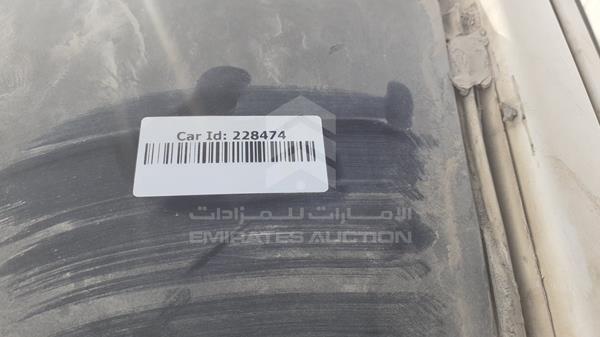 Car Id: 228474
الإمارات للمزادات
EMIRATES AUCTION